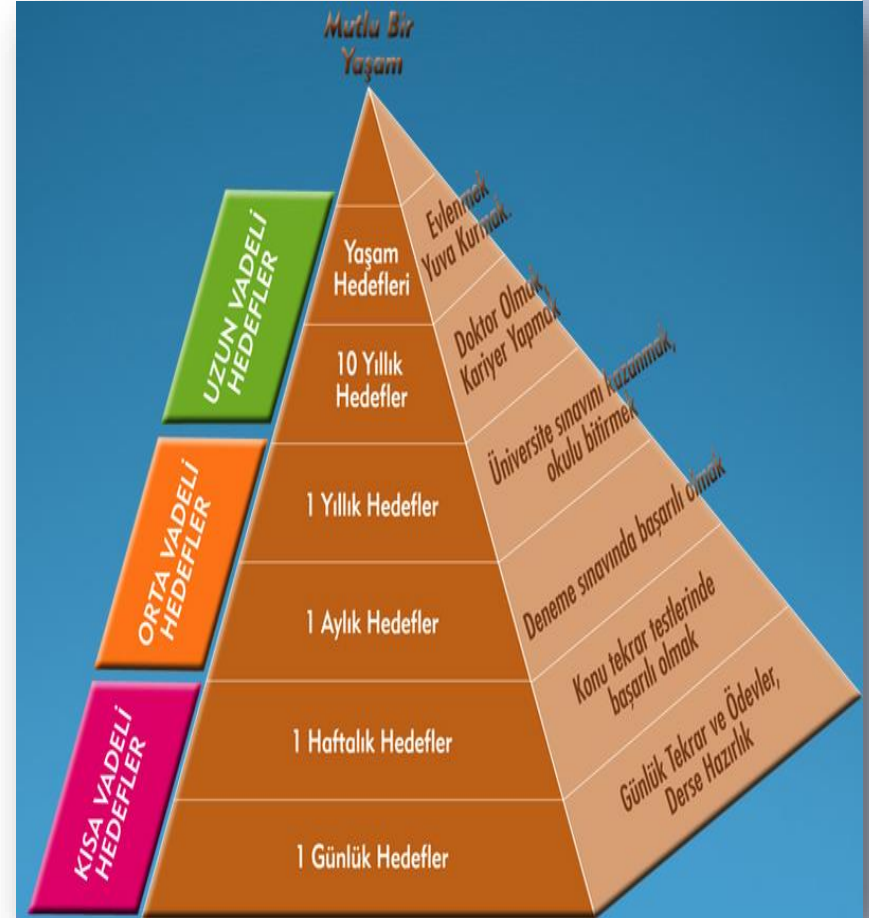 Mutlu Bir
Yaşam
UZUN VADELİ
HEDEFLER
Yaşam
Hedefleri
Evlenmek
Yuva Kurmak.
10 Yıllık
Hedefler
Doktor Olmak,
Kariyer Yapmak
ORTA VADELİ
HEDEFLER
1 Yıllık Hedefler
Üniversite sınavını kazanmak,
okulu bitirmek
1 Aylık Hedefler
Deneme sınavında başarılı olmak
KISA VADELİ
HEDEFLER
1 Haftalık Hedefler
Konu tekrar testlerinde
başarılı olmak
1 Günlük Hedefler
Günlük Tekrar ve Ödevler,
Derse Hazırlık